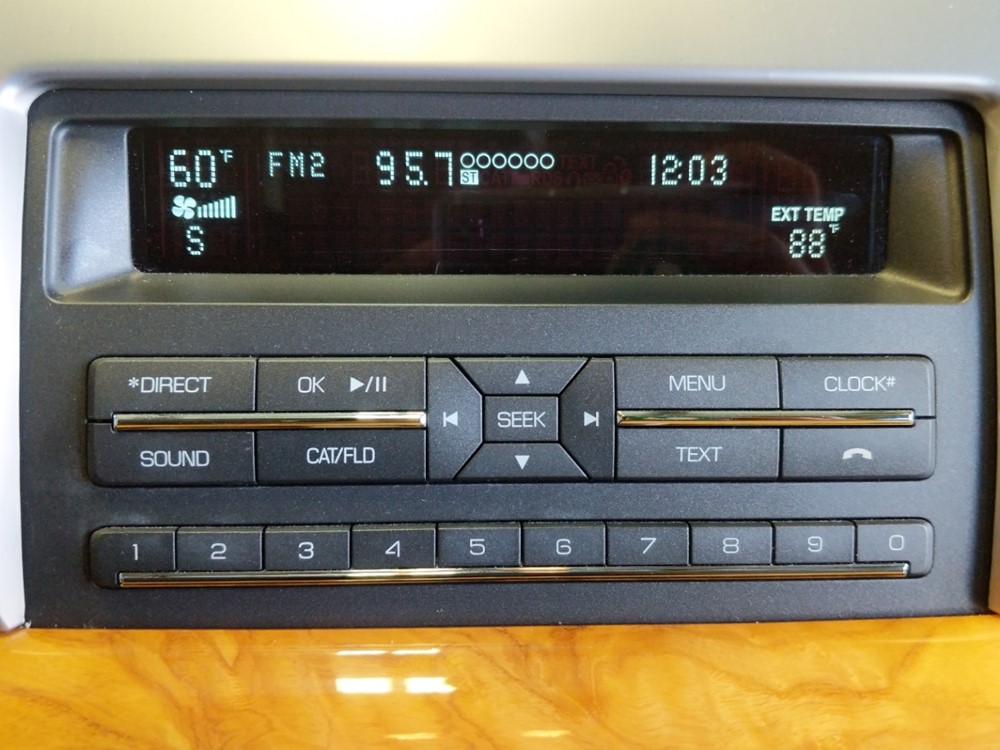 60°F FM2 95.7 ST 12:03
EXT TEMP
S 88°F
*DIRECT OK ▶/II MENU CLOCK#
SEEK
SOUND CAT/FLD TEXT
1 2 3 4 5 6 7 8 9 0